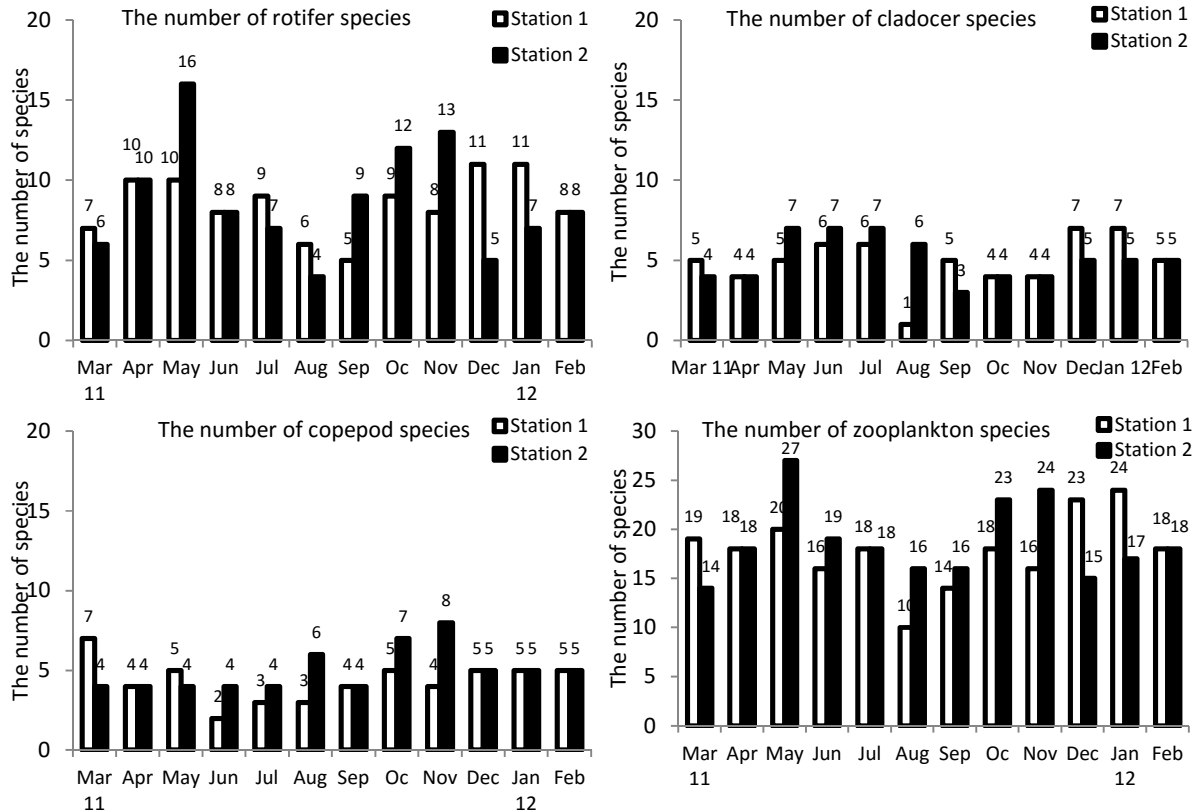 The number of rotifer species
Station 1
Station 2
The number of species
20
15
10
5
0
7 6 10 10 10 16 8 8 9 7 6 4 5 9 9 12 8 13 11 5 11 7 8 8
Mar Apr May Jun Jul Aug Sep Oc Nov Dec Jan Feb
11 12
The number of cladocer species
Station 1
Station 2
The number of species
20
15
10
5
0
5 4 4 4 5 7 6 7 6 7 1 6 5 3 4 4 4 4 7 5 7 5 5 5
Mar 11 Apr May Jun Jul Aug Sep Oc Nov Dec Jan 12 Feb
The number of copepod species
Station 1
Station 2
The number of species
20
15
10
5
0
7 4 4 4 5 4 2 4 3 4 3 6 4 4 5 7 4 8 5 5 5 5 5 5
Mar Apr May Jun Jul Aug Sep Oc Nov Dec Jan Feb
11 12
The number of zooplankton species
Station 1
Station 2
The number of species
30
25
20
15
10
5
0
19 14 18 18 20 27 16 19 18 18 10 16 14 16 18 23 16 24 23 15 24 17 18 18
Mar Apr May Jun Jul Aug Sep Oc Nov Dec Jan Feb
11 12